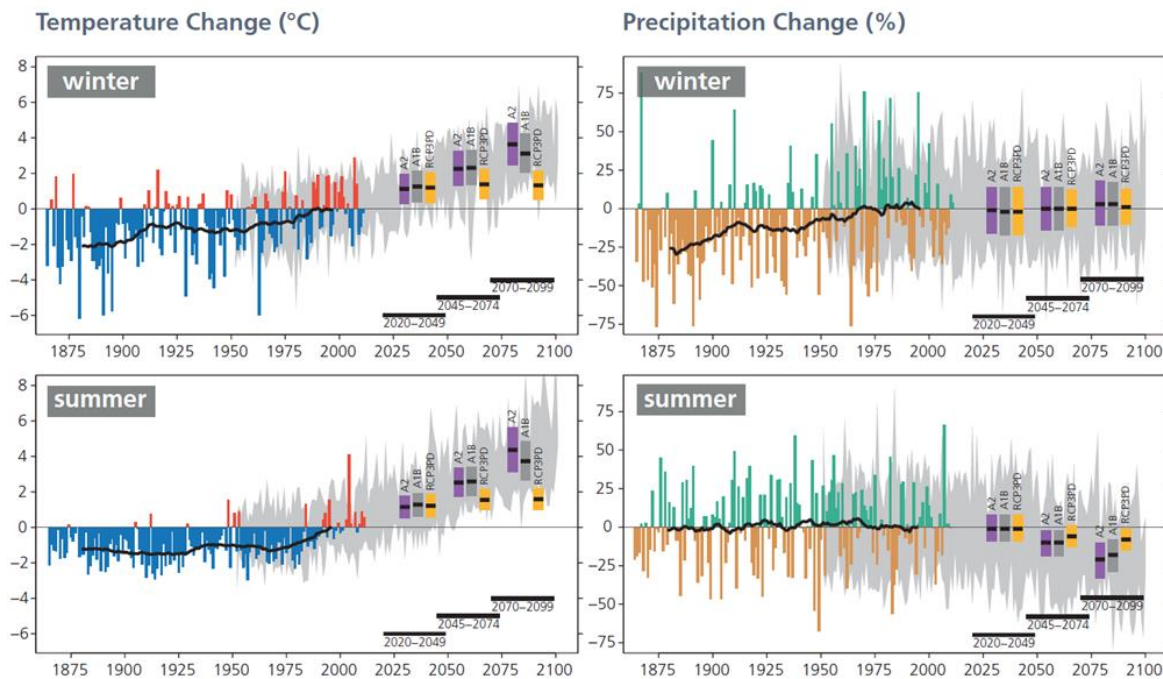 Temperature Change (°C)
Precipitation Change (%)
winter
8
6
4
2
0
−2
−4
−6
A2
A1B
RCP3PD
A2
A1B
RCP3PD
A2
A1B
RCP3PD
2070–2099
2045–2074
2020–2049
1875 1900 1925 1950 1975 2000 2025 2050 2075 2100
winter
75
50
25
0
−25
−50
−75
A2
A1B
RCP3PD
A2
A1B
RCP3PD
A2
A1B
RCP3PD
2070–2099
2045–2074
2020–2049
1875 1900 1925 1950 1975 2000 2025 2050 2075 2100
summer
8
6
4
2
0
−2
−4
−6
A2
A1B
RCP3PD
A2
A1B
RCP3PD
A2
A1B
RCP3PD
2070–2099
2045–2074
2020–2049
1875 1900 1925 1950 1975 2000 2025 2050 2075 2100
summer
75
50
25
0
−25
−50
−75
A2
A1B
RCP3PD
A2
A1B
RCP3PD
A2
A1B
RCP3PD
2070–2099
2045–2074
2020–2049
1875 1900 1925 1950 1975 2000 2025 2050 2075 2100